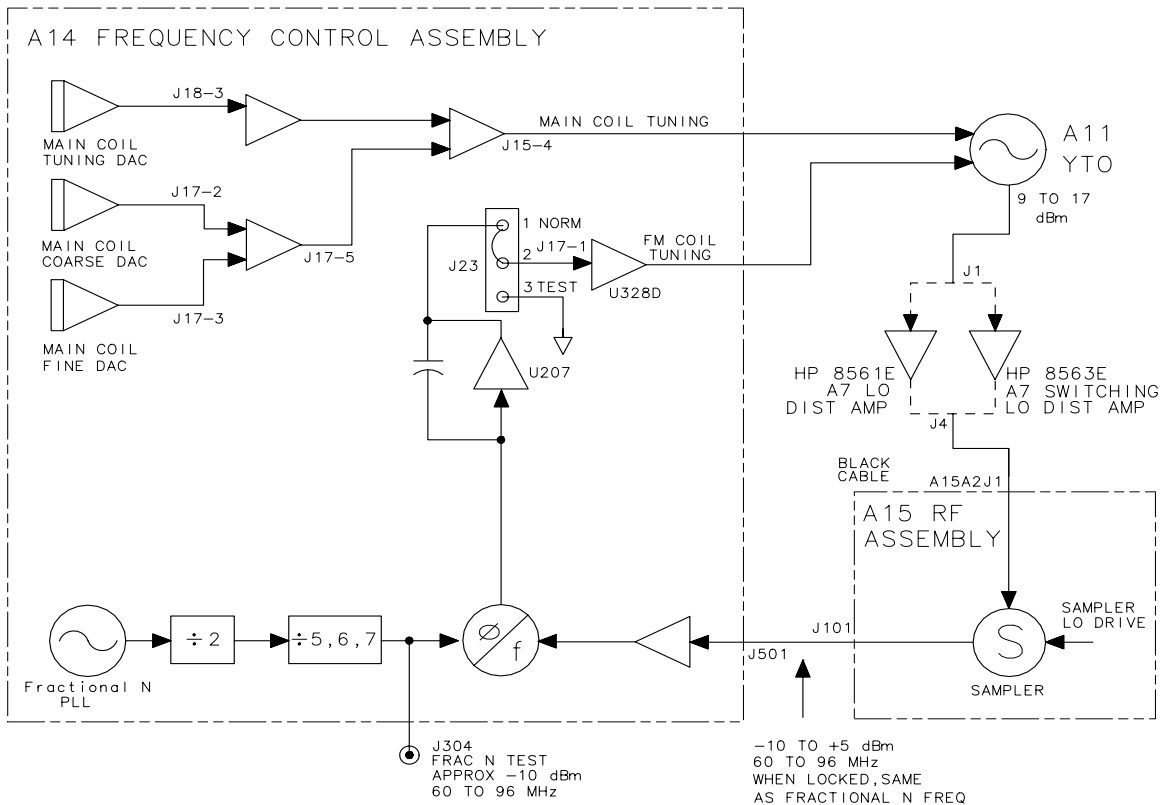 A14 FREQUENCY CONTROL ASSEMBLY
J18-3
MAIN COIL
TUNING DAC
J15-4
MAIN COIL TUNING
A11
YTO
9 TO 17
dBm
J17-2
MAIN COIL
COARSE DAC
J17-5
J17-3
MAIN COIL
FINE DAC
1 NORM
J23
2
J17-1
3 TEST
FM COIL
TUNING
U328D
U207
J1
HP 8561E
A7 LO
DIST AMP
HP 8563E
A7 SWITCHING
LO DIST AMP
J4
BLACK
CABLE
A15A2J1
A15 RF
ASSEMBLY
SAMPLER
LO DRIVE
S
SAMPLER
J101
J501
Fractional N
PLL
÷2
÷5,6,7
Ø
f
J304
FRAC N TEST
APPROX -10 dBm
60 TO 96 MHz
-10 TO +5 dBm
60 TO 96 MHz
WHEN LOCKED,SAME
AS FRACTIONAL N FREQ